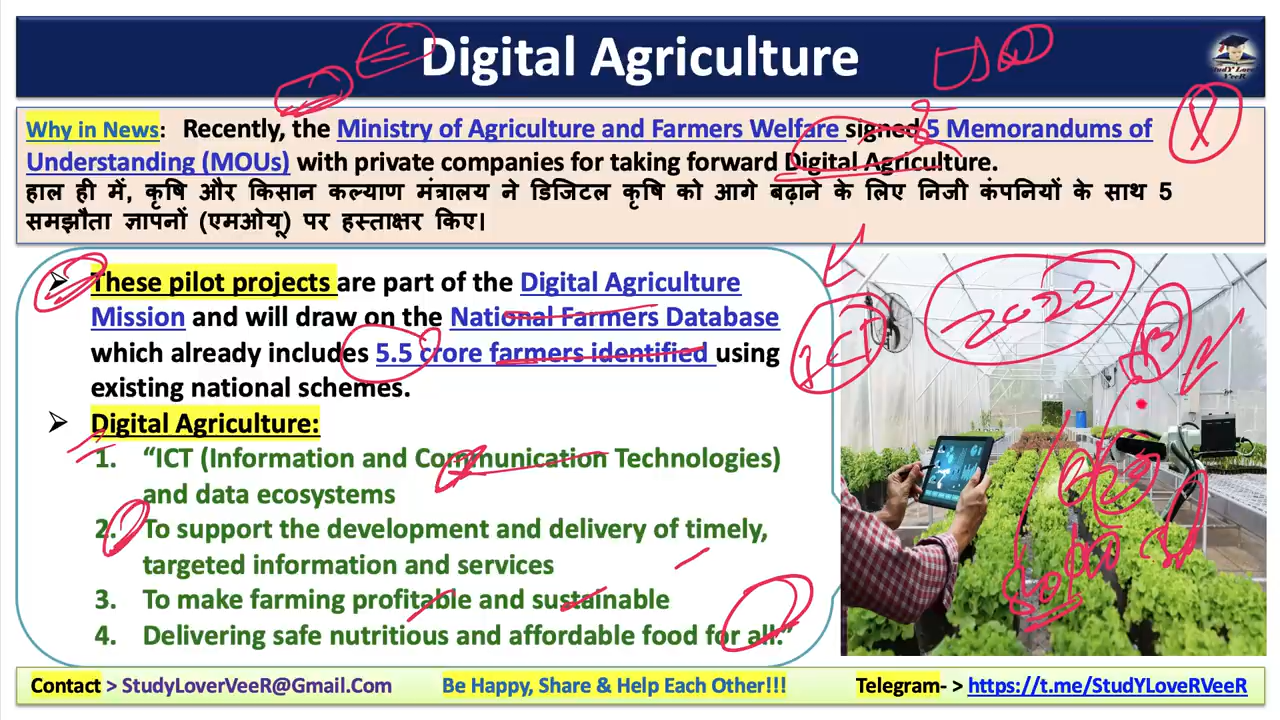 Digital Agriculture
StudY Lover
VeeR
Why in News: Recently, the Ministry of Agriculture and Farmers Welfare signed 5 Memorandums of
Understanding (MOUs) with private companies for taking forward Digital Agriculture.
हाल ही में, कृषि और किसान कल्याण मंत्रालय ने डिजिटल कृषि को आगे बढ़ाने के लिए निजी कंपनियों के साथ 5
समझौता ज्ञापनों (एमओयू) पर हस्ताक्षर किए।
➢ These pilot projects are part of the Digital Agriculture
Mission and will draw on the National Farmers Database
which already includes 5.5 crore farmers identified using
existing national schemes.
➢ Digital Agriculture:
1. “ICT (Information and Communication Technologies)
and data ecosystems
2. To support the development and delivery of timely,
targeted information and services
3. To make farming profitable and sustainable
4. Delivering safe nutritious and affordable food for all.”
2022
ICT
Contact > StudyLoverVeeR@Gmail.Com
Be Happy, Share & Help Each Other!!!
Telegram- > https://t.me/StudYLoveRVeeR